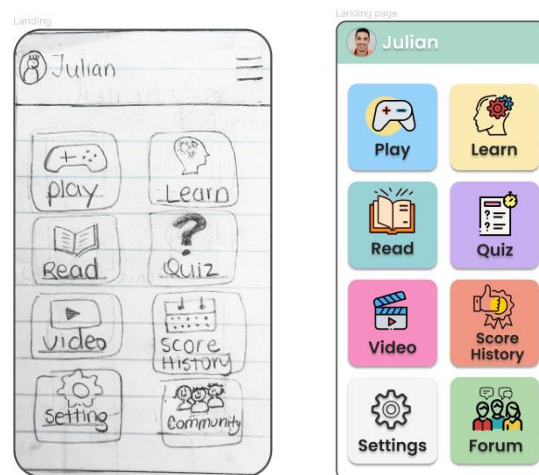 Landing
Julian
play
Learn
Read
Quiz
video
Score
History
Setting
Community
Landing page
Julian
Play
Learn
Read
Quiz
Video
Score
History
Settings
Forum